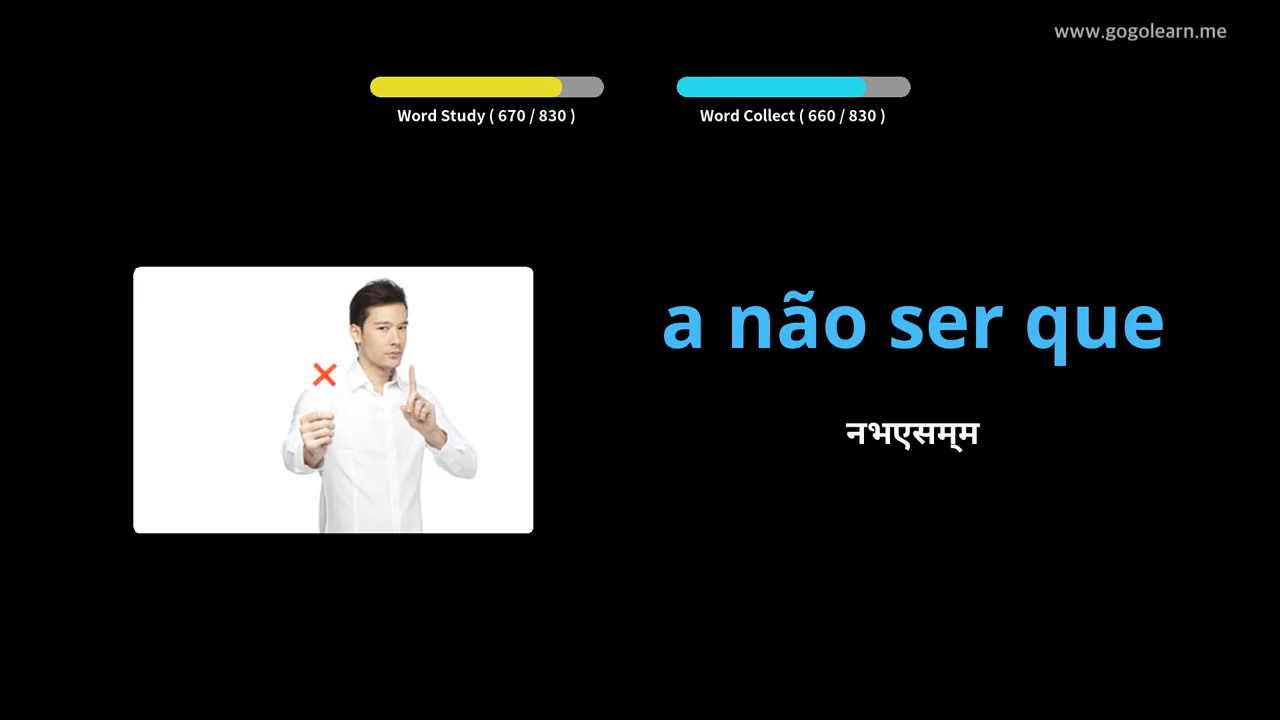 www.gogolearn.me
Word Study ( 670 / 830 )
Word Collect ( 660 / 830 )
a não ser que
नभएसम्म